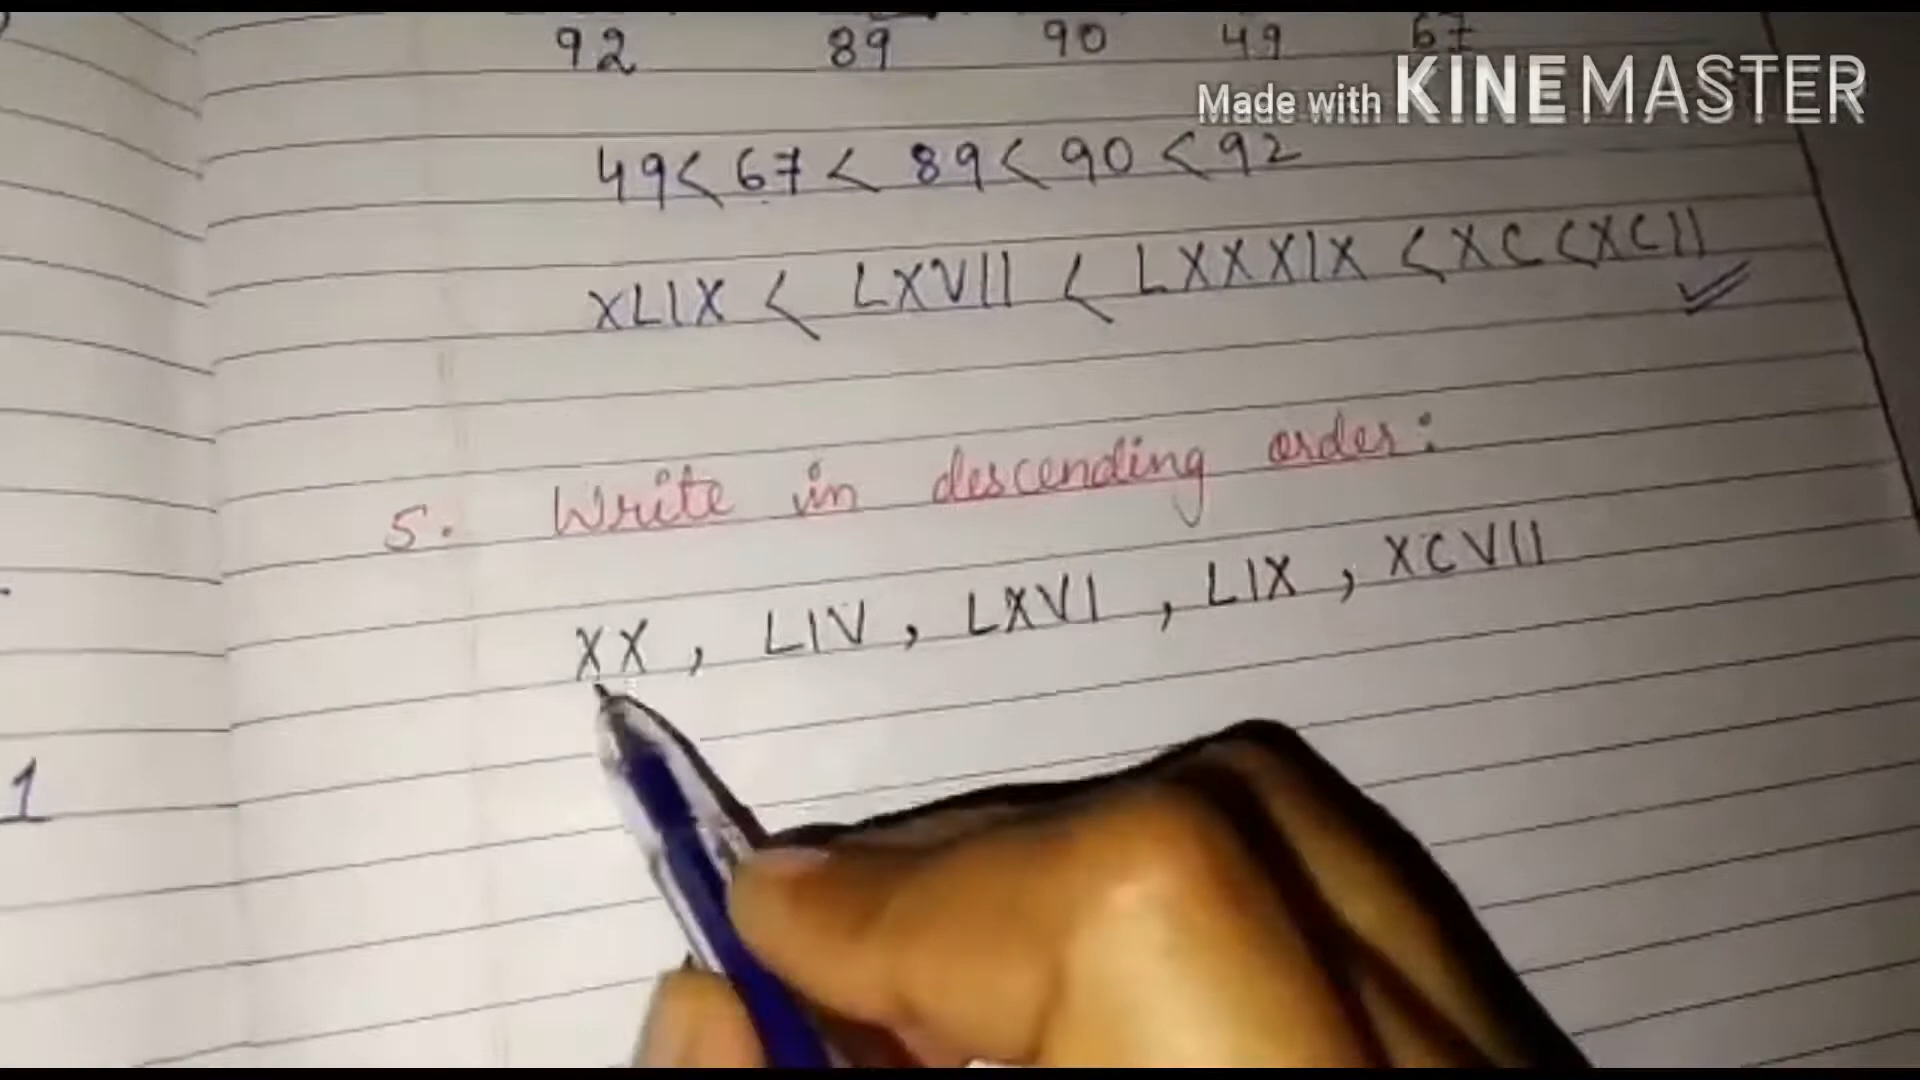 92 89 90 49 67
Made with KINEMASTER
49 < 67 < 89 < 90 < 92
XLIX < LXVII < LXXXIX < XC < XCII
5. Write in descending order:
XX , LIV , LXVI , LIX , XCVII
1